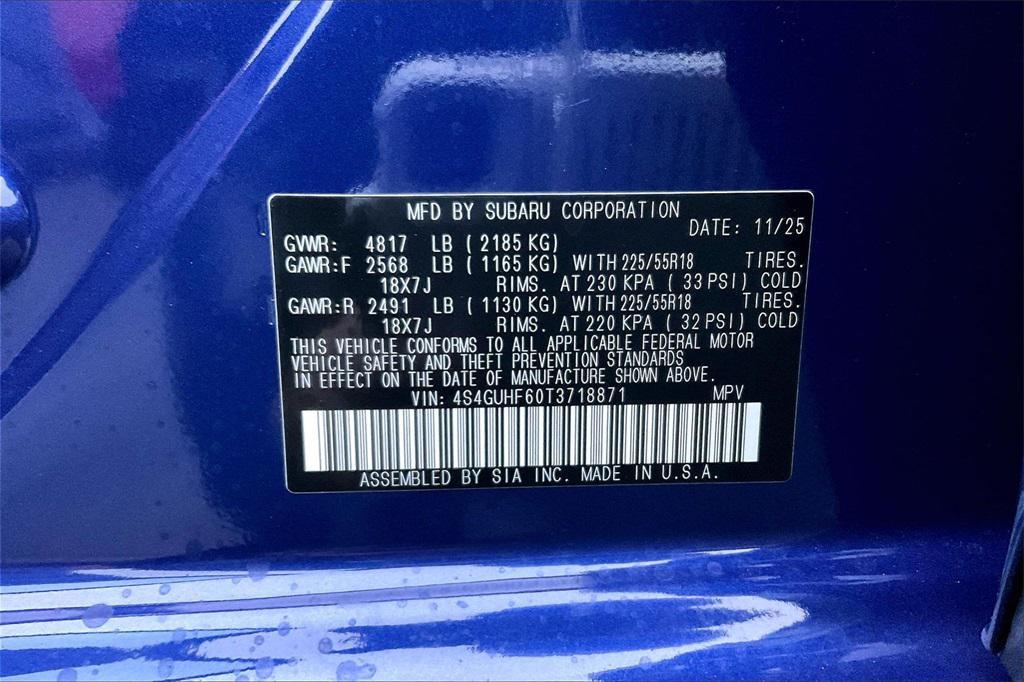 MFD BY SUBARU CORPORATION
DATE: 11/25
GVWR: 4817 LB ( 2185 KG)
GAWR:F 2568 LB ( 1165 KG) WITH 225/55R18 TIRES.
18X7J RIMS. AT 230 KPA ( 33 PSI) COLD
GAWR:R 2491 LB ( 1130 KG) WITH 225/55R18 TIRES.
18X7J RIMS. AT 220 KPA ( 32 PSI) COLD
THIS VEHICLE CONFORMS TO ALL APPLICABLE FEDERAL MOTOR
VEHICLE SAFETY AND THEFT PREVENTION STANDARDS
IN EFFECT ON THE DATE OF MANUFACTURE SHOWN ABOVE.
VIN: 4S4GUHF60T3718871 MPV
ASSEMBLED BY SIA INC. MADE IN U.S.A.